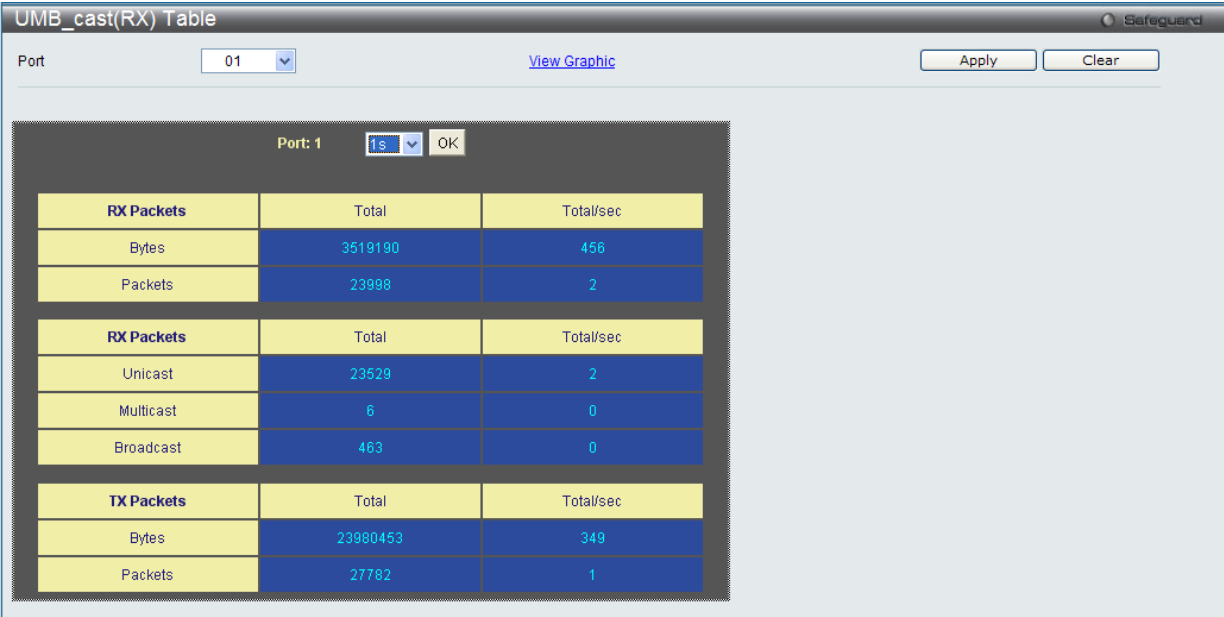 UMB_cast(RX) Table
Safeguard
Port 01 View Graphic Apply Clear
Port: 1 1s OK
RX Packets Total Total/sec
Bytes 3519190 456
Packets 23998 2
RX Packets Total Total/sec
Unicast 23529 2
Multicast 6 0
Broadcast 463 0
TX Packets Total Total/sec
Bytes 23980453 349
Packets 27782 1